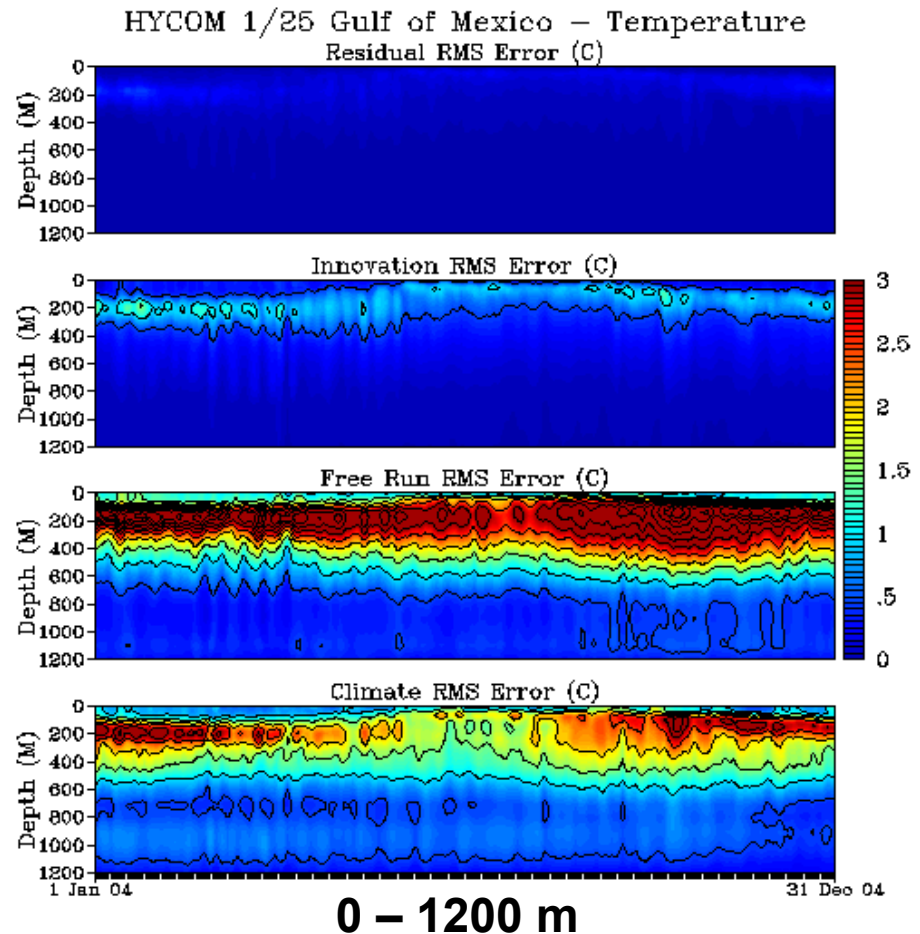 HYCOM 1/25 Gulf of Mexico – Temperature
Residual RMS Error (C)
0
200
400
600
800
1000
1200
Depth (M)
Innovation RMS Error (C)
0
200
400
600
800
1000
1200
Depth (M)
3
2.5
2
1.5
1
.5
0
Free Run RMS Error (C)
0
200
400
600
800
1000
1200
Depth (M)
Climate RMS Error (C)
0
200
400
600
800
1000
1200
Depth (M)
1 Jan 04
31 Dec 04
0 – 1200 m